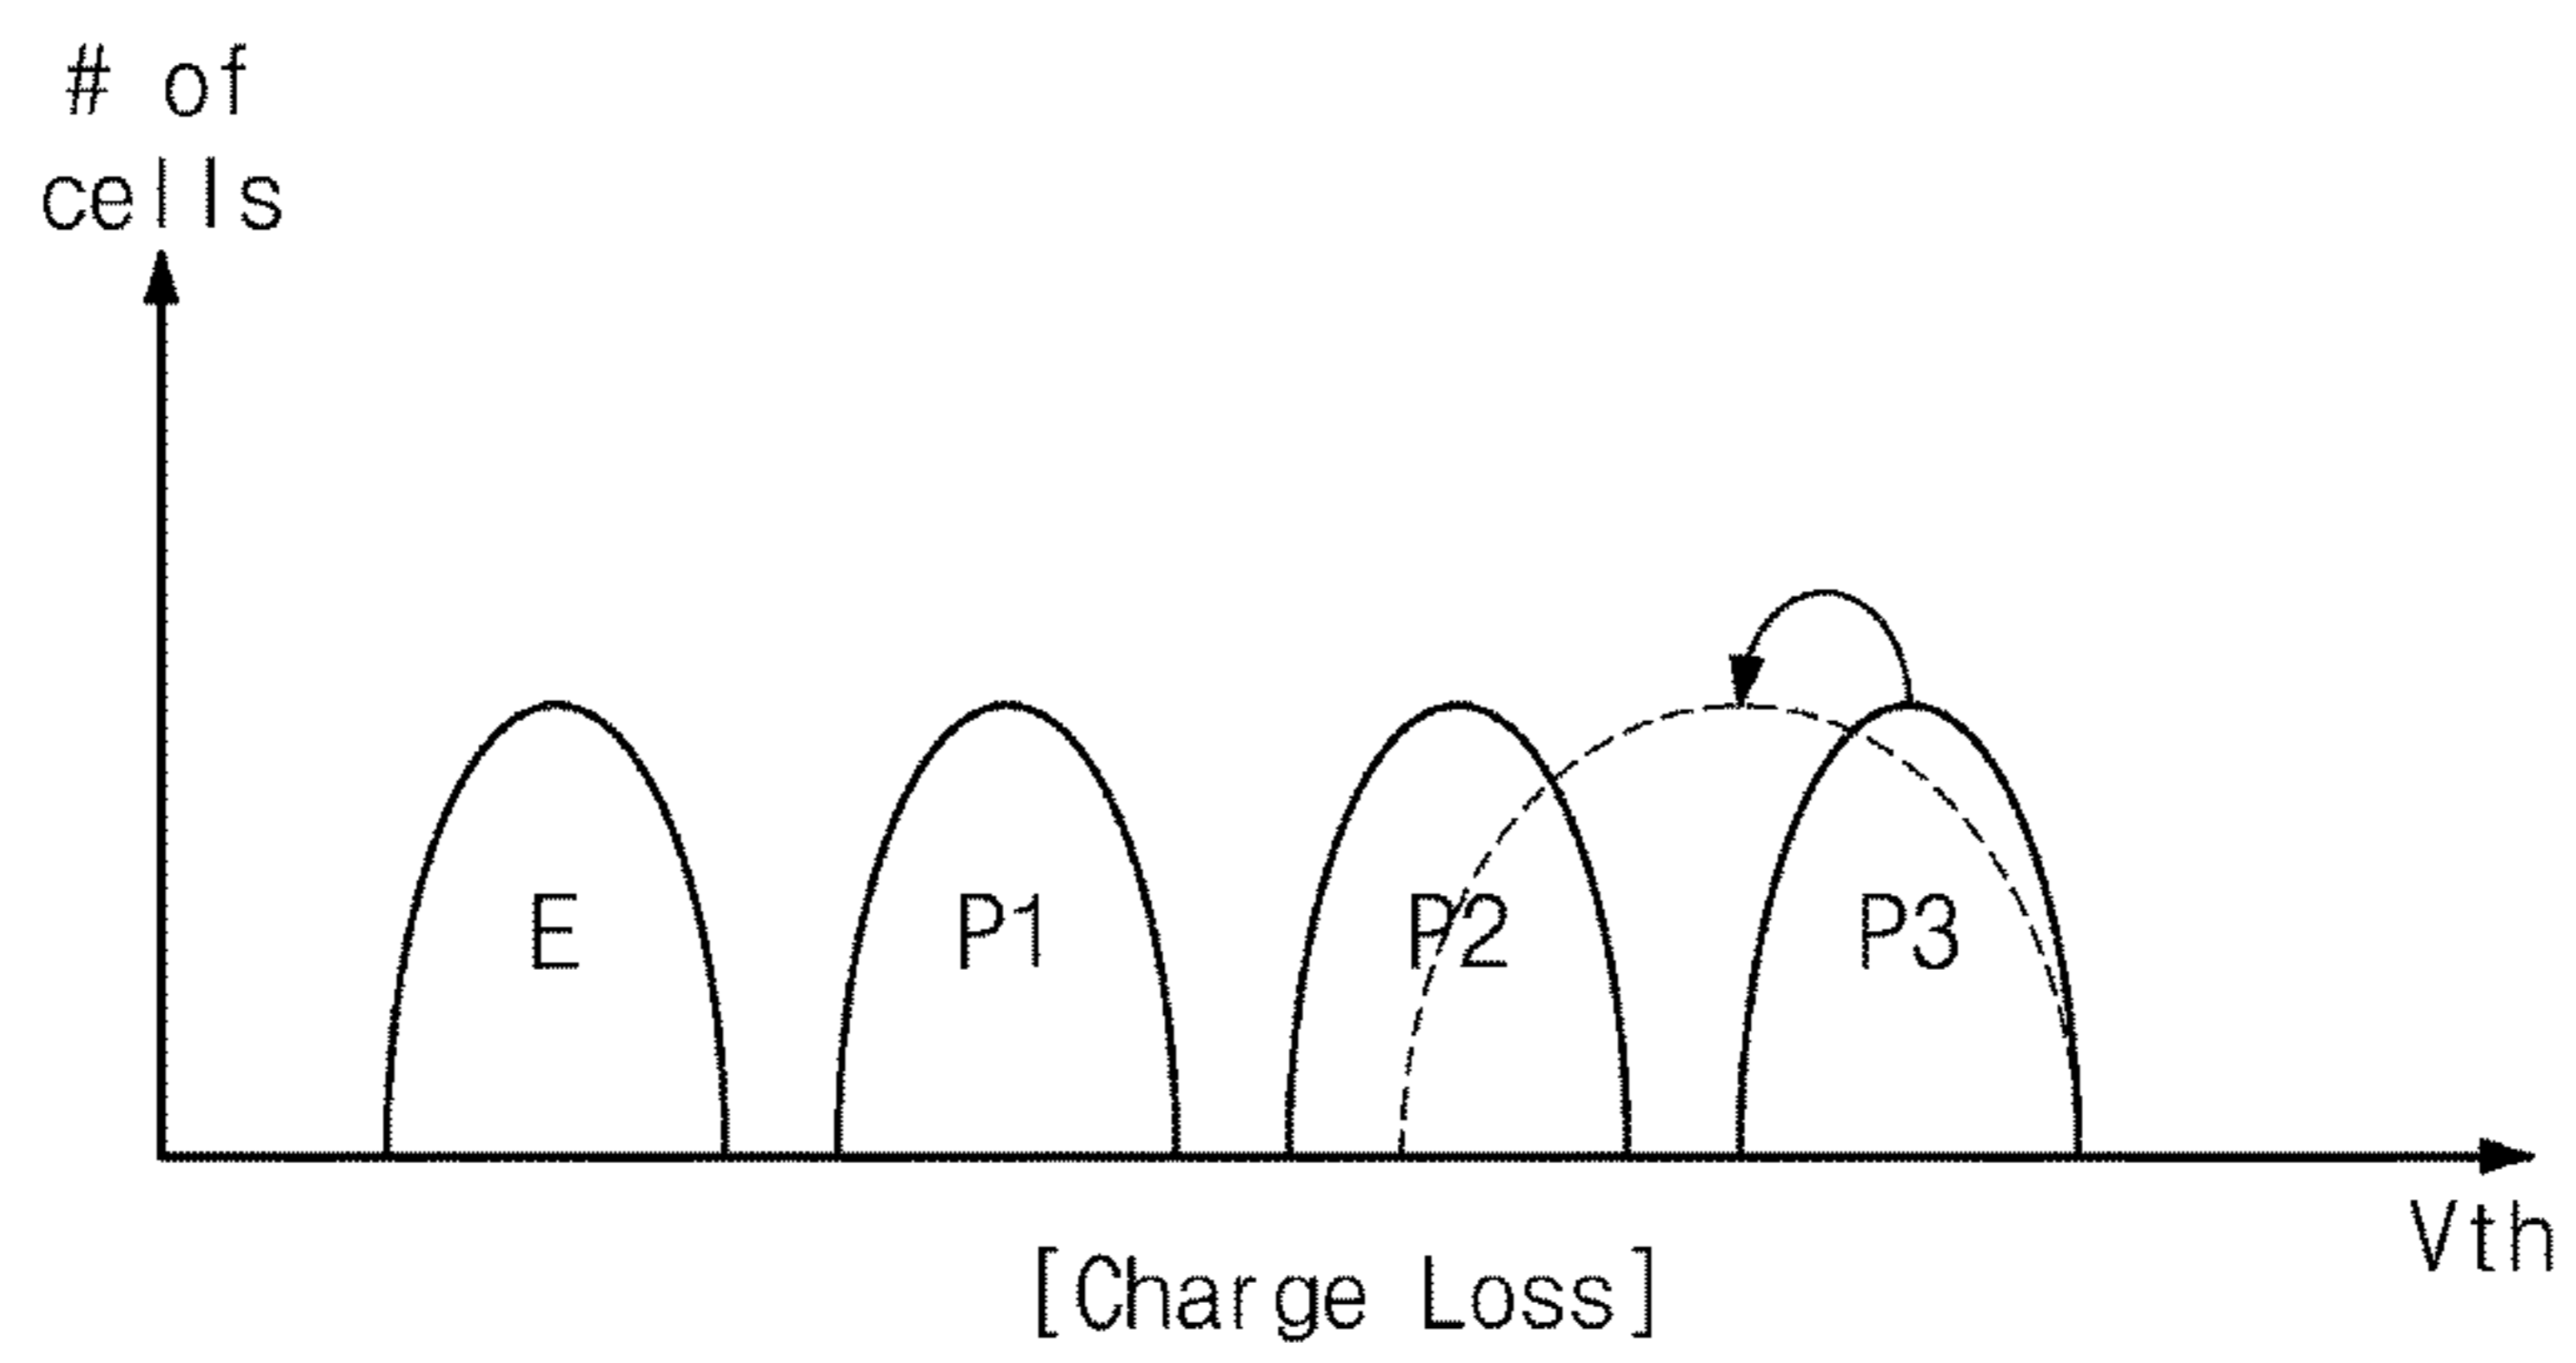 # of
cells
E
P1
P2
P3
Vth
[Charge Loss]